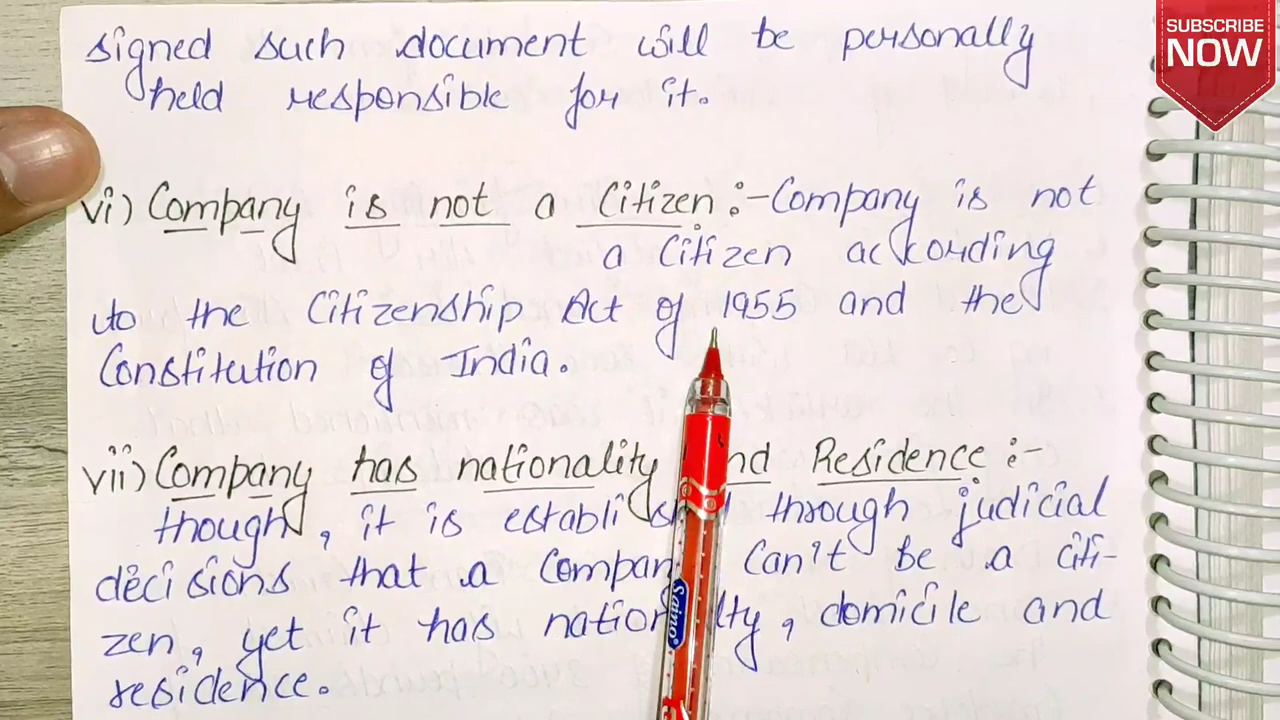 signed such document will be personally
held responsible for it.
vi) Company is not a Citizen :- Company is not
a Citizen according
to the Citizenship Act of 1955 and the
Constitution of India.
vii) Company has nationality and Residence :-
though, it is established through judicial
decisions that a Company Can't be a citi-
zen, yet it has nationality, domicile and
residence.
SUBSCRIBE
NOW
Saino